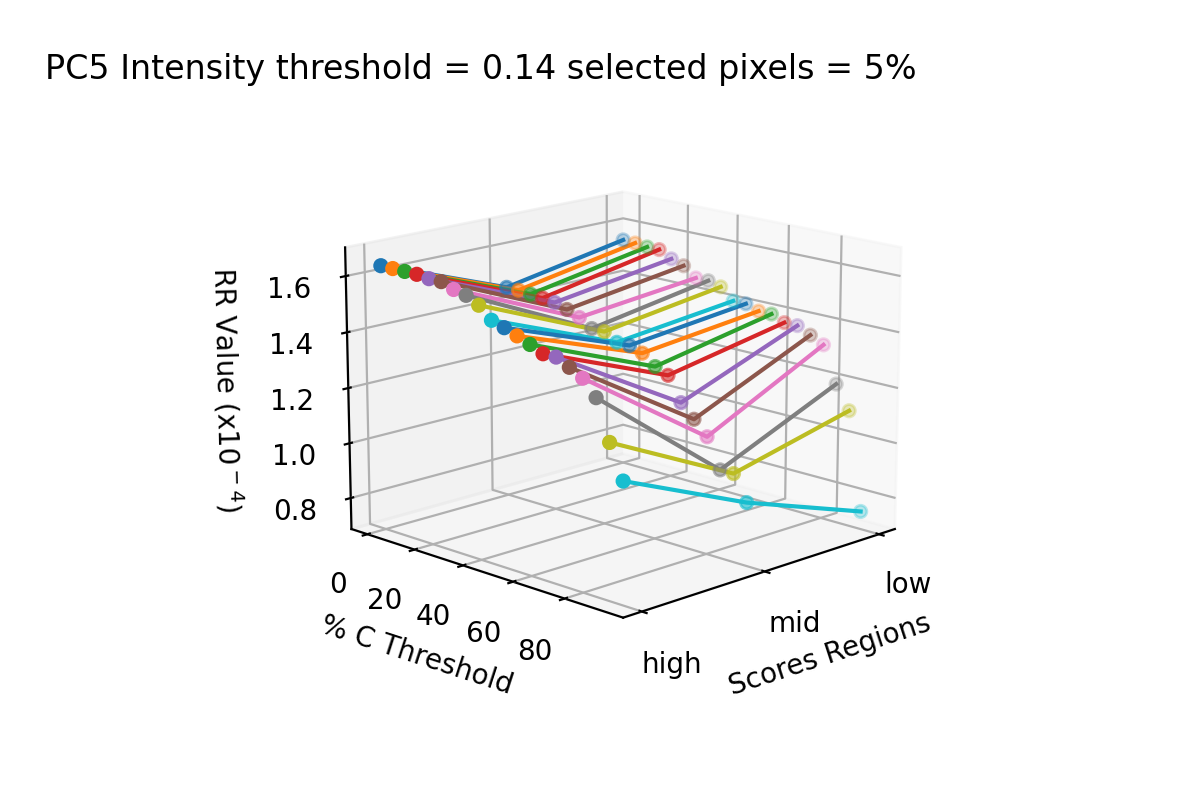 PC5 Intensity threshold = 0.14 selected pixels = 5%
RR Value (x10⁻⁴)
1.6
1.4
1.2
1.0
0.8
0
20
40
60
80
% C Threshold
high
mid
low
Scores Regions